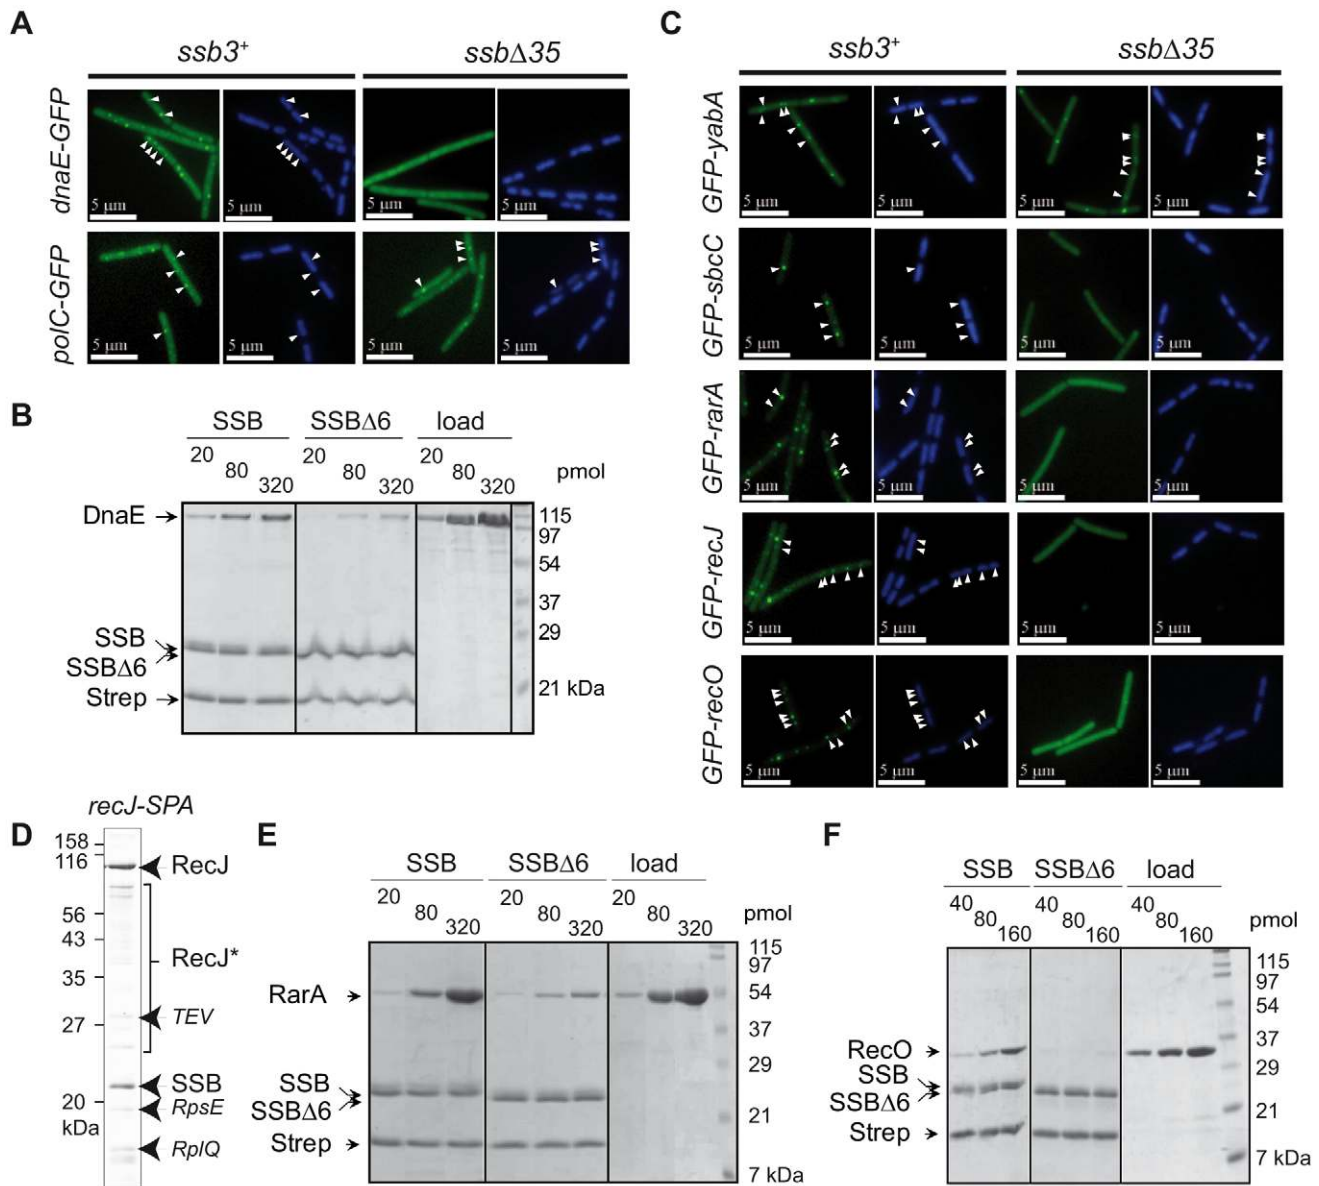 A
ssb3+ ssbΔ35
dnaE-GFP
5 µm 5 µm 5 µm 5 µm
polC-GFP
5 µm 5 µm 5 µm 5 µm
B
SSB SSBΔ6 load
20 20 20
80 80 80 pmol
320 320 320
DnaE
115
97
54
37
29
21 kDa
SSB
SSBΔ6
Strep
C
ssb3+ ssbΔ35
GFP-yabA
5 µm 5 µm 5 µm 5 µm
GFP-sbcC
5 µm 5 µm 5 µm 5 µm
GFP-rarA
5 µm 5 µm 5 µm 5 µm
GFP-recJ
5 µm 5 µm 5 µm 5 µm
GFP-recO
5 µm 5 µm 5 µm 5 µm
D
recJ-SPA
158
116
56
43
35
27
20
kDa
RecJ
RecJ*
TEV
SSB
RpsE
RplQ
E
SSB SSBΔ6 load
20 20 20
80 80 80 pmol
320 320 320
RarA
SSB
SSBΔ6
Strep
115
97
54
37
29
21
7 kDa
F
SSB SSBΔ6 load
40 40 40
80 80 80 pmol
160 160 160
RecO
SSB
SSBΔ6
Strep
115
97
54
37
29
21
7 kDa